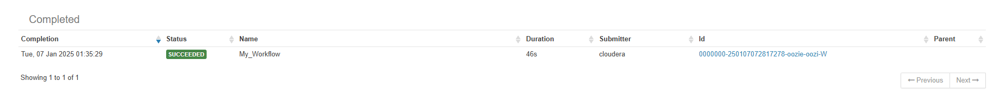 Completed
Completion Status Name Duration Submitter Id Parent
Tue, 07 Jan 2025 01:35:29 SUCCEEDED My_Workflow 46s cloudera 0000000-250107072817278-oozie-oozi-W
Showing 1 to 1 of 1 Previous Next